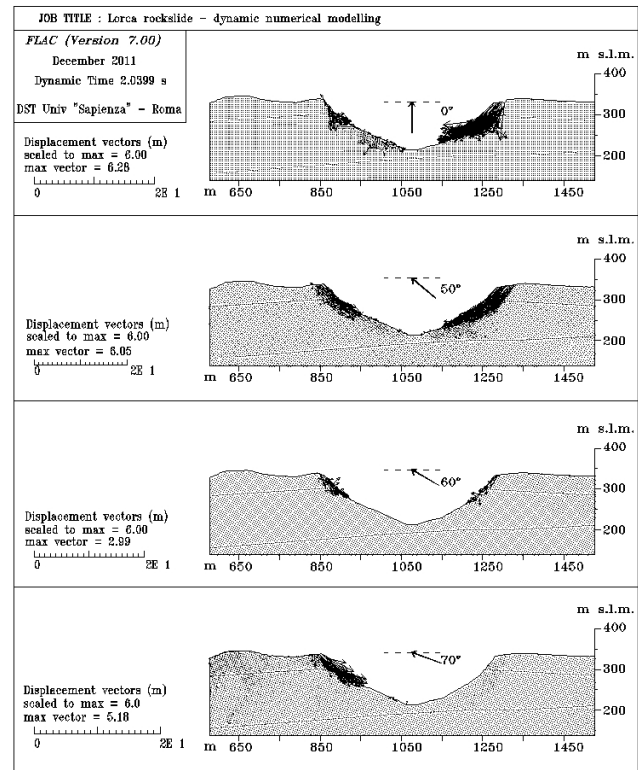 JOB TITLE : Lorca rockslide - dynamic numerical modelling
FLAC (Version 7.00)
December 2011
Dynamic Time 2.0399 s
DST Univ "Sapienza" - Roma
Displacement vectors (m)
scaled to max = 6.00
max vector = 6.28
0 2E 1
m s.l.m.
400
300
200
0°
m 650 850 1050 1250 1450
Displacement vectors (m)
scaled to max = 6.00
max vector = 6.05
0 2E 1
m s.l.m.
400
300
200
50°
m 650 850 1050 1250 1450
Displacement vectors (m)
scaled to max = 6.00
max vector = 2.99
0 2E 1
m s.l.m.
400
300
200
60°
m 650 850 1050 1250 1450
Displacement vectors (m)
scaled to max = 6.0
max vector = 5.18
0 2E 1
m s.l.m.
400
300
200
70°
m 650 850 1050 1250 1450